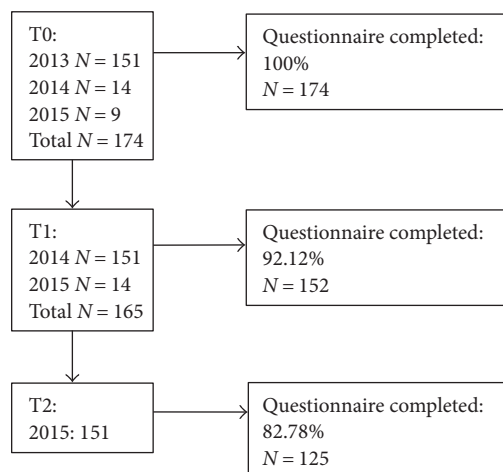 T0:
2013 N = 151
2014 N = 14
2015 N = 9
Total N = 174
Questionnaire completed:
100%
N = 174
T1:
2014 N = 151
2015 N = 14
Total N = 165
Questionnaire completed:
92.12%
N = 152
T2:
2015: 151
Questionnaire completed:
82.78%
N = 125